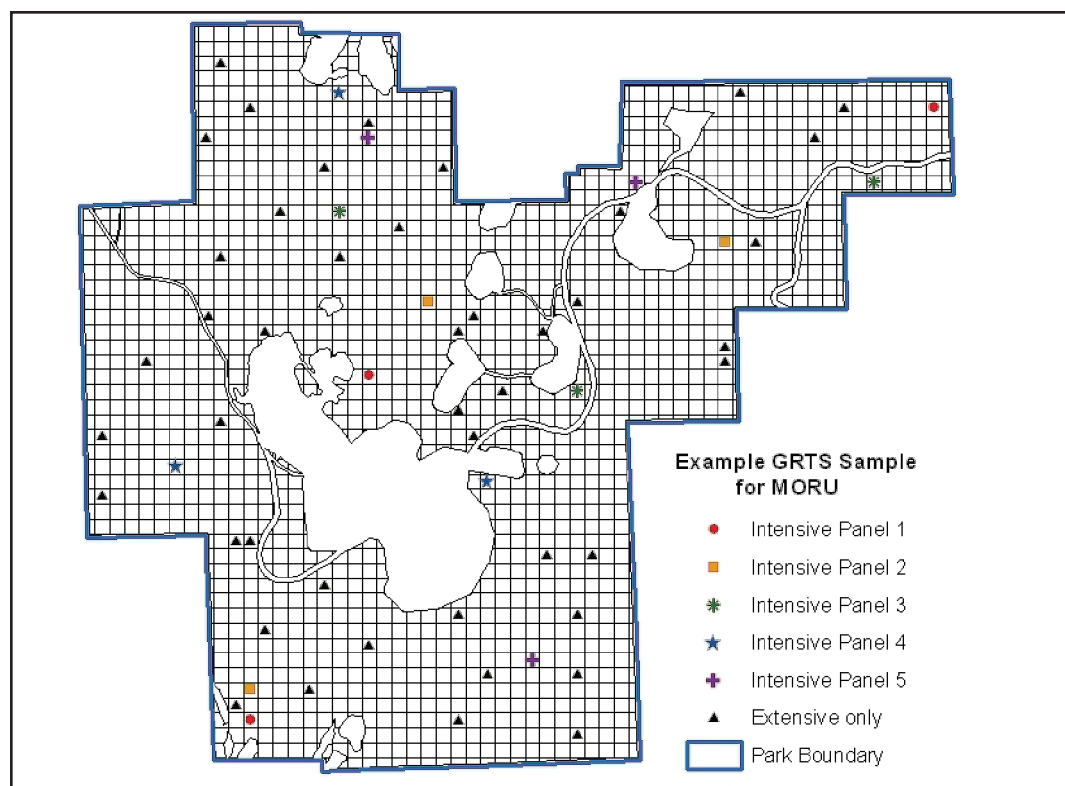 Example GRTS Sample
for MORU
Intensive Panel 1
Intensive Panel 2
Intensive Panel 3
Intensive Panel 4
Intensive Panel 5
Extensive only
Park Boundary